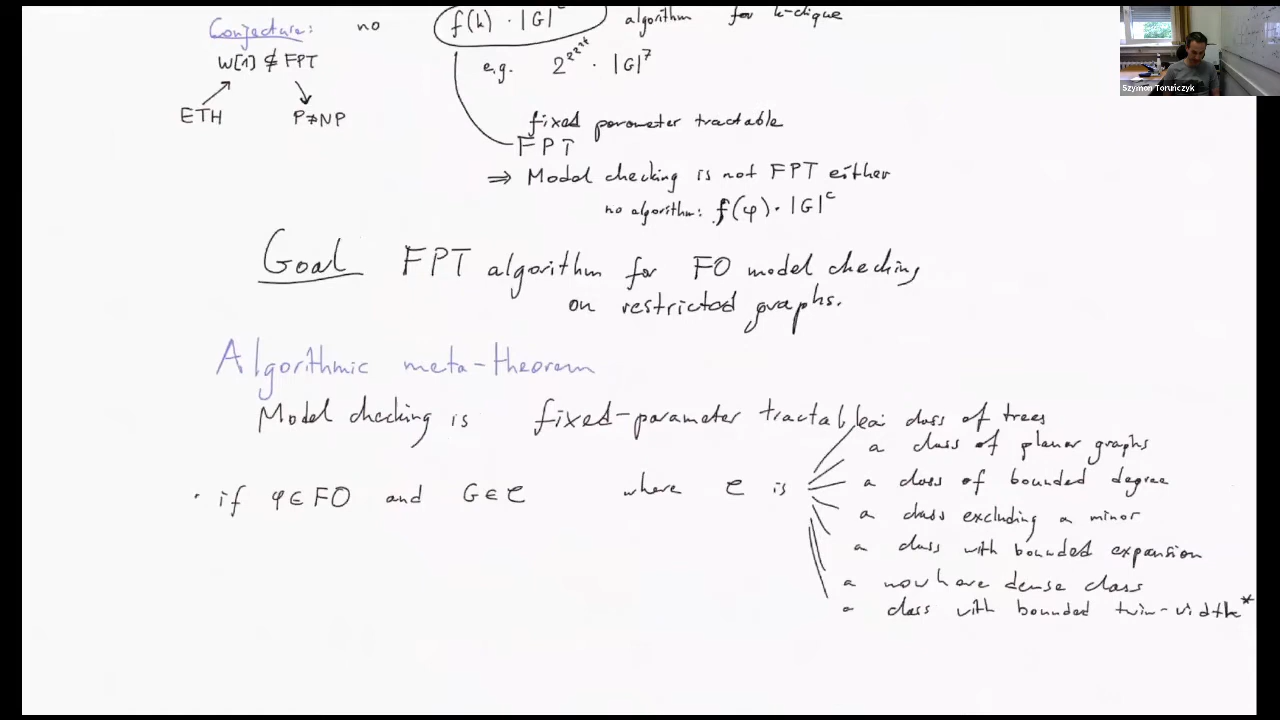 Conjecture: no f(k) · |G|^c algorithm for k-clique
W[1] ⊄ FPT
e.g. 2^2^2^2^k · |G|^7
ETH P≠NP
fixed parameter tractable
FPT
⇒ Model checking is not FPT either
no algorithm: f(φ) · |G|^c
Goal FPT algorithm for FO model checking
on restricted graphs.
Algorithmic meta-theorem
Model checking is fixed-parameter tractable
· if φ ∈ FO and G ∈ C where C is
a class of trees
a class of planar graphs
a class of bounded degree
a class excluding a minor
a class with bounded expansion
a nowhere dense class
a class with bounded twin-width*
Szymon Toruńczyk